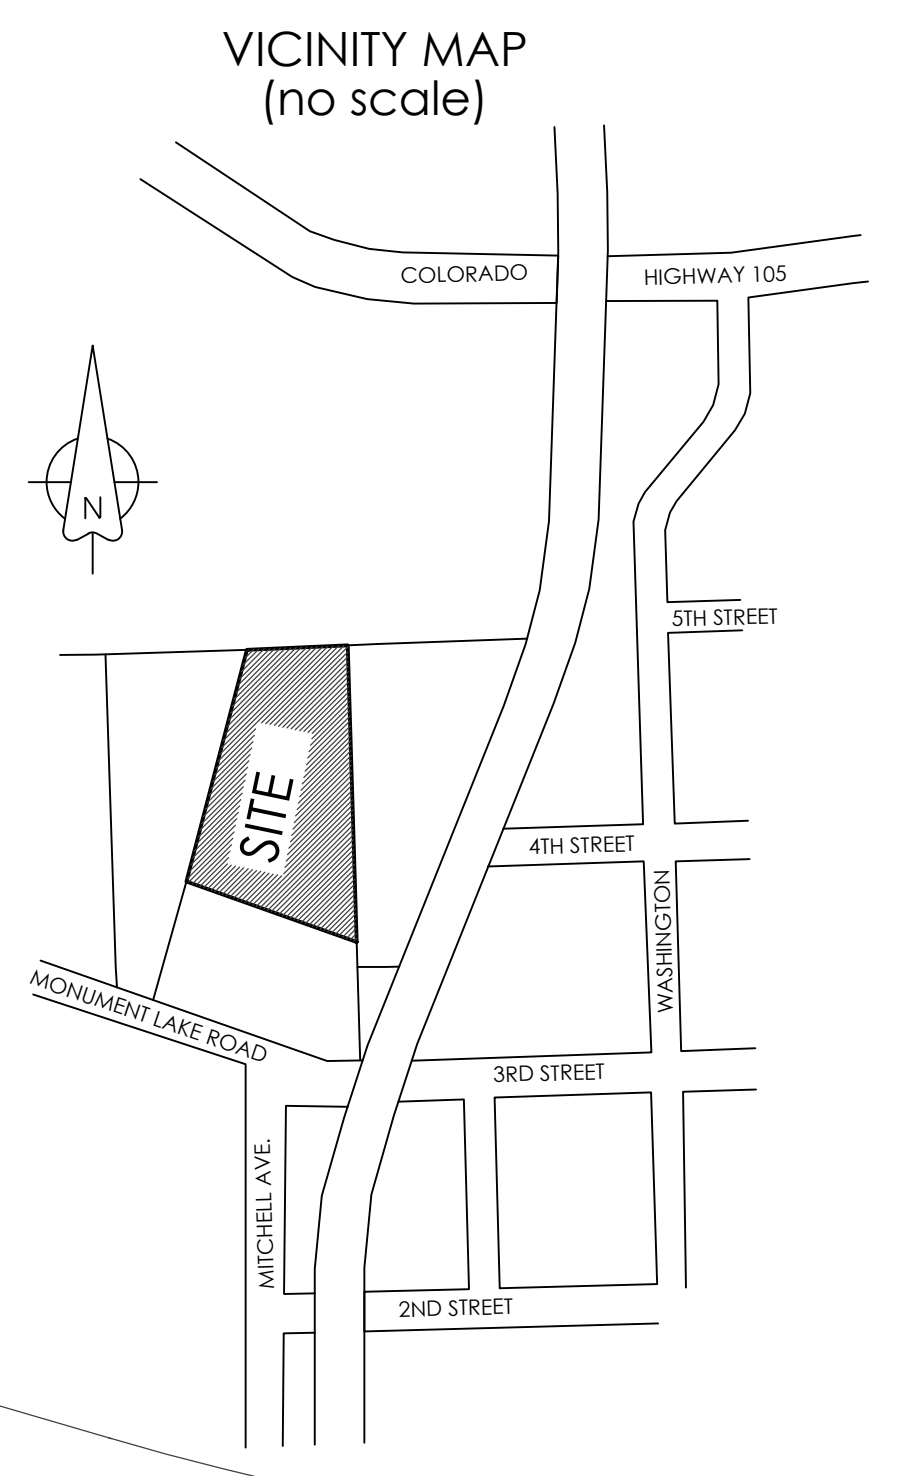 VICINITY MAP
(no scale)
COLORADO
HIGHWAY 105
N
5TH STREET
SITE
4TH STREET
WASHINGTON
MONUMENT LAKE ROAD
3RD STREET
MITCHELL AVE.
2ND STREET